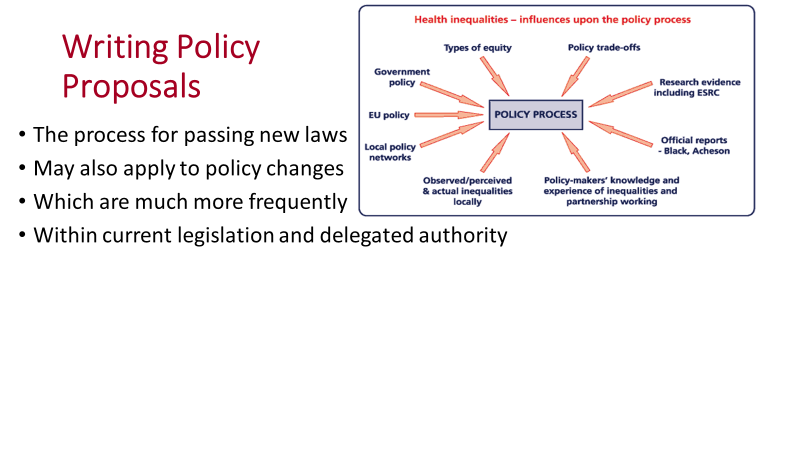 Writing Policy
Proposals
• The process for passing new laws
• May also apply to policy changes
• Which are much more frequently
• Within current legislation and delegated authority
Health inequalities – influences upon the policy process
Types of equity
Policy trade-offs
Government
policy
Research evidence
including ESRC
EU policy
POLICY PROCESS
Local policy
networks
Official reports
- Black, Acheson
Observed/perceived
& actual inequalities
locally
Policy-makers' knowledge and
experience of inequalities and
partnership working